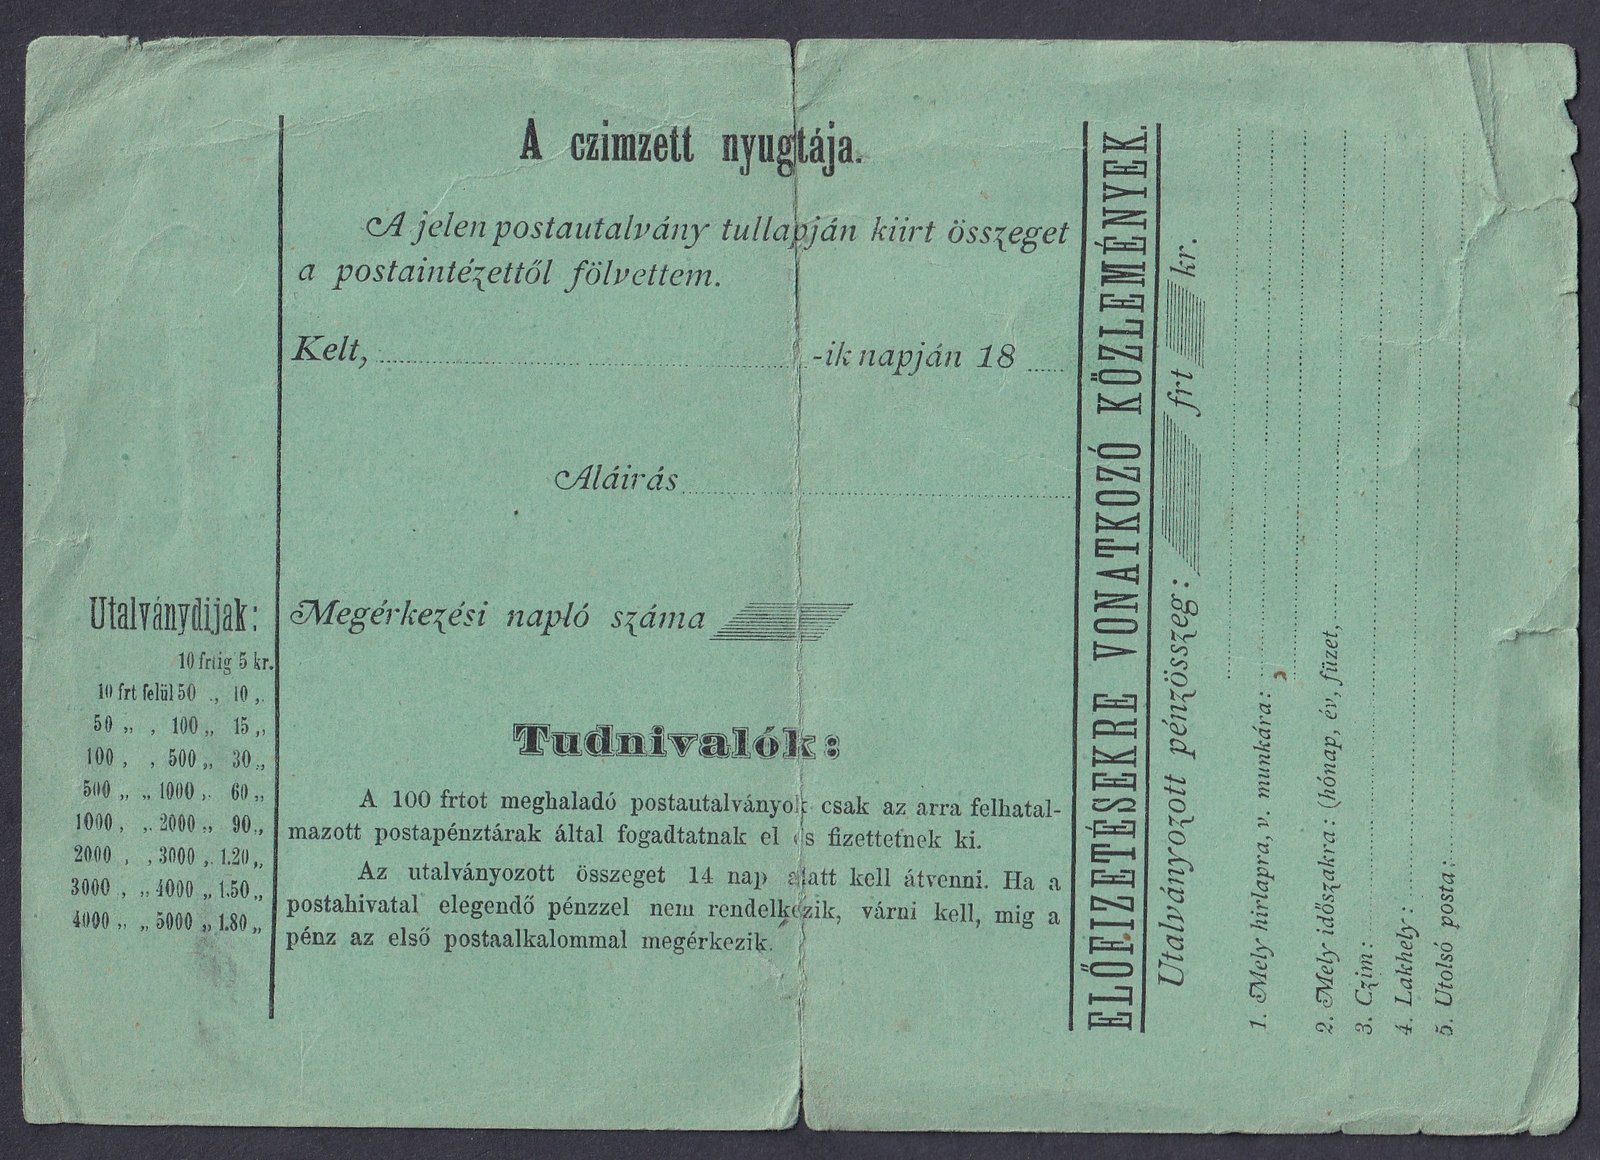 A czimzett nyugtája.
A jelen postautalvány tullapján kiirt összeget
a postaintézettől fölvettem.
Kelt, -ik napján 18
Aláirás
Megérkezési napló száma
Utalványdijak:
10 frtig 5 kr.
10 frt felül 50 „ 10 „
50 „ „ 100 „ 15 „
100 „ „ 500 „ 30 „
500 „ „ 1000 „ 60 „
1000 „ „ 2000 „ 90 „
2000 „ „ 3000 „ 1.20 „
3000 „ „ 4000 „ 1.50 „
4000 „ „ 5000 „ 1.80 „
Tudnivalók:
A 100 frtot meghaladó postautalványok csak az arra felhatal-
mazott postapénztárak által fogadtatnak el és fizettetnek ki.
Az utalványozott összeget 14 nap alatt kell átvenni. Ha a
postahivatal elegendő pénzzel nem rendelkezik, várni kell, mig a
pénz az első postaalkalommal megérkezik.
ELŐFIZETÉSEKRE VONATKOZÓ KÖZLEMÉNYEK.
Utalványozott pénzösszeg: frt kr.
1. Mely hirlapra, v. munkára:
2. Mely időszakra: (hónap, év, füzet,
3. Czim:
4. Lakhely:
5. Utolsó posta: